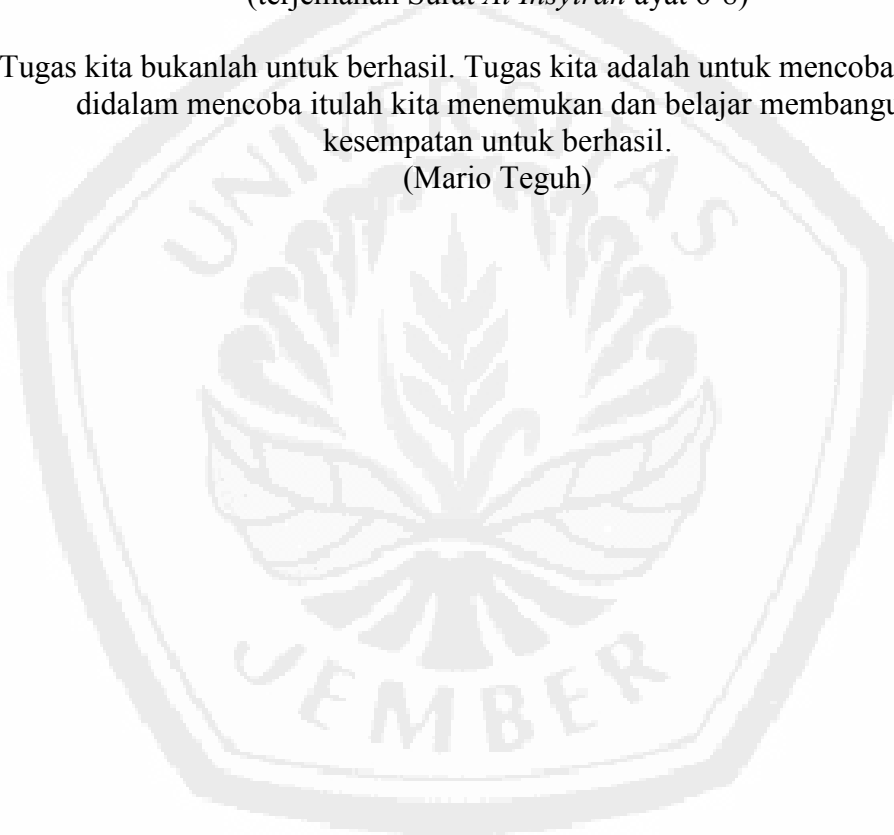 (terjemahan Surat Al Insyirah ayat 6-8)
Tugas kita bukanlah untuk berhasil. Tugas kita adalah untuk mencoba
didalam mencoba itulah kita menemukan dan belajar membangu
kesempatan untuk berhasil.
(Mario Teguh)
UNIVERSITAS
JEMBER